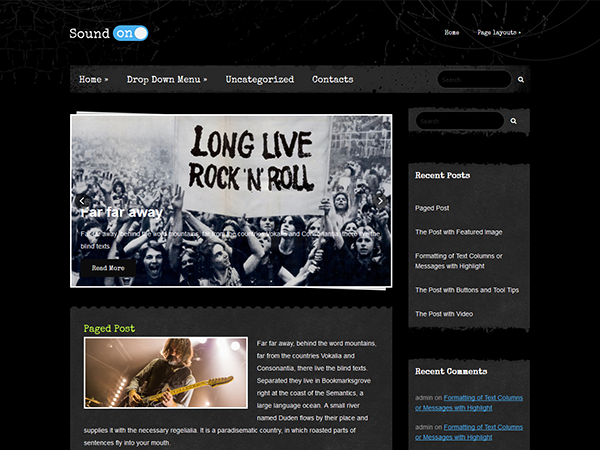 Sound on
Home
Page layouts »
Home »
Drop Down Menu »
Uncategorized
Contacts
Search
Search
LONG LIVE
ROCK 'N' ROLL
Far far away
Far far away, behind the word mountains, far from the countries Vokalia and Consonantia, there live the
blind texts
Read More
Recent Posts
Paged Post
The Post with Featured Image
Formatting of Text Columns or
Messages with Highlight
The Post with Buttons and Tool Tips
The Post with Video
Paged Post
Far far away, behind the word mountains,
far from the countries Vokalia and
Consonantia, there live the blind texts.
Separated they live in Bookmarksgrove
right at the coast of the Semantics, a
large language ocean. A small river
named Duden flows by their place and
supplies it with the necessary regelialia. It is a paradisematic country, in which roasted parts of
sentences fly into your mouth.
Recent Comments
admin on Formatting of Text Columns
or Messages with Highlight
admin on Formatting of Text Columns
or Messages with Highlight